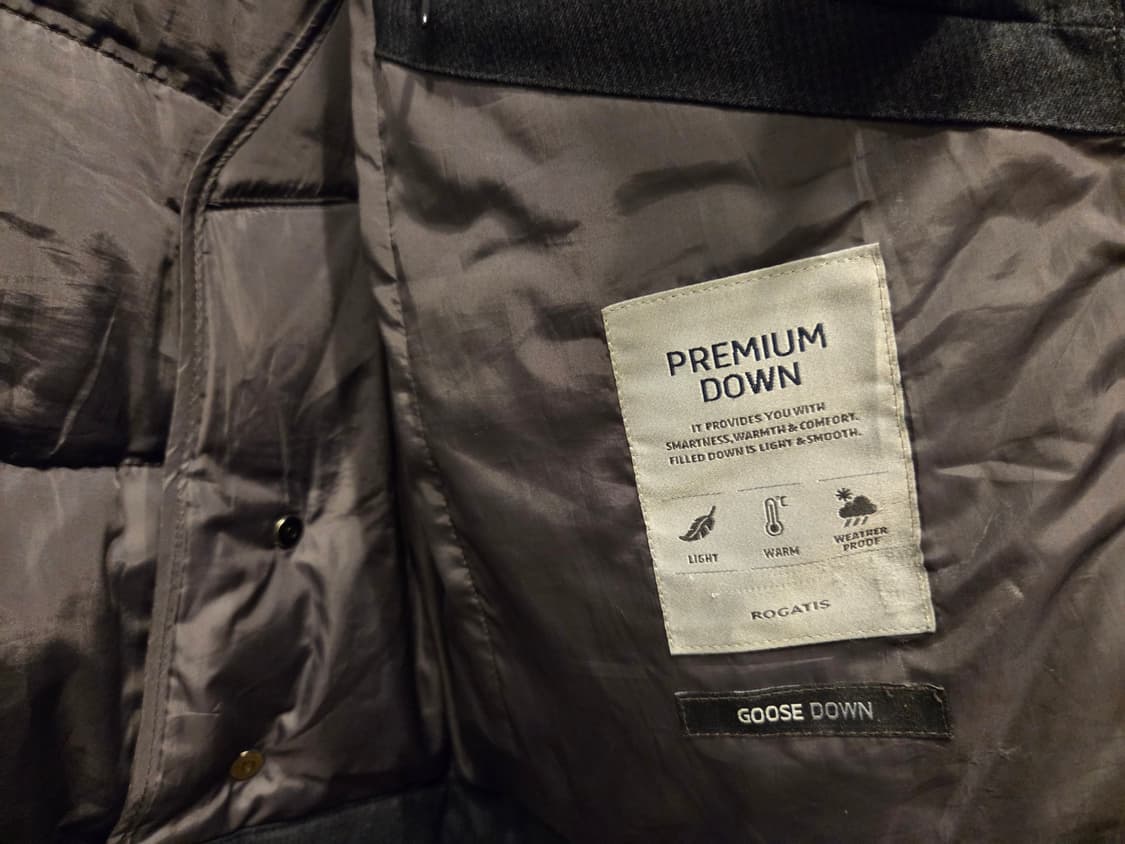 PREMIUM
DOWN
IT PROVIDES YOU WITH
SMARTNESS, WARMTH & COMFORT.
FILLED DOWN IS LIGHT & SMOOTH.
°C
LIGHT
WARM
WEATHER
PROOF
ROGATIS
GOOSE DOWN